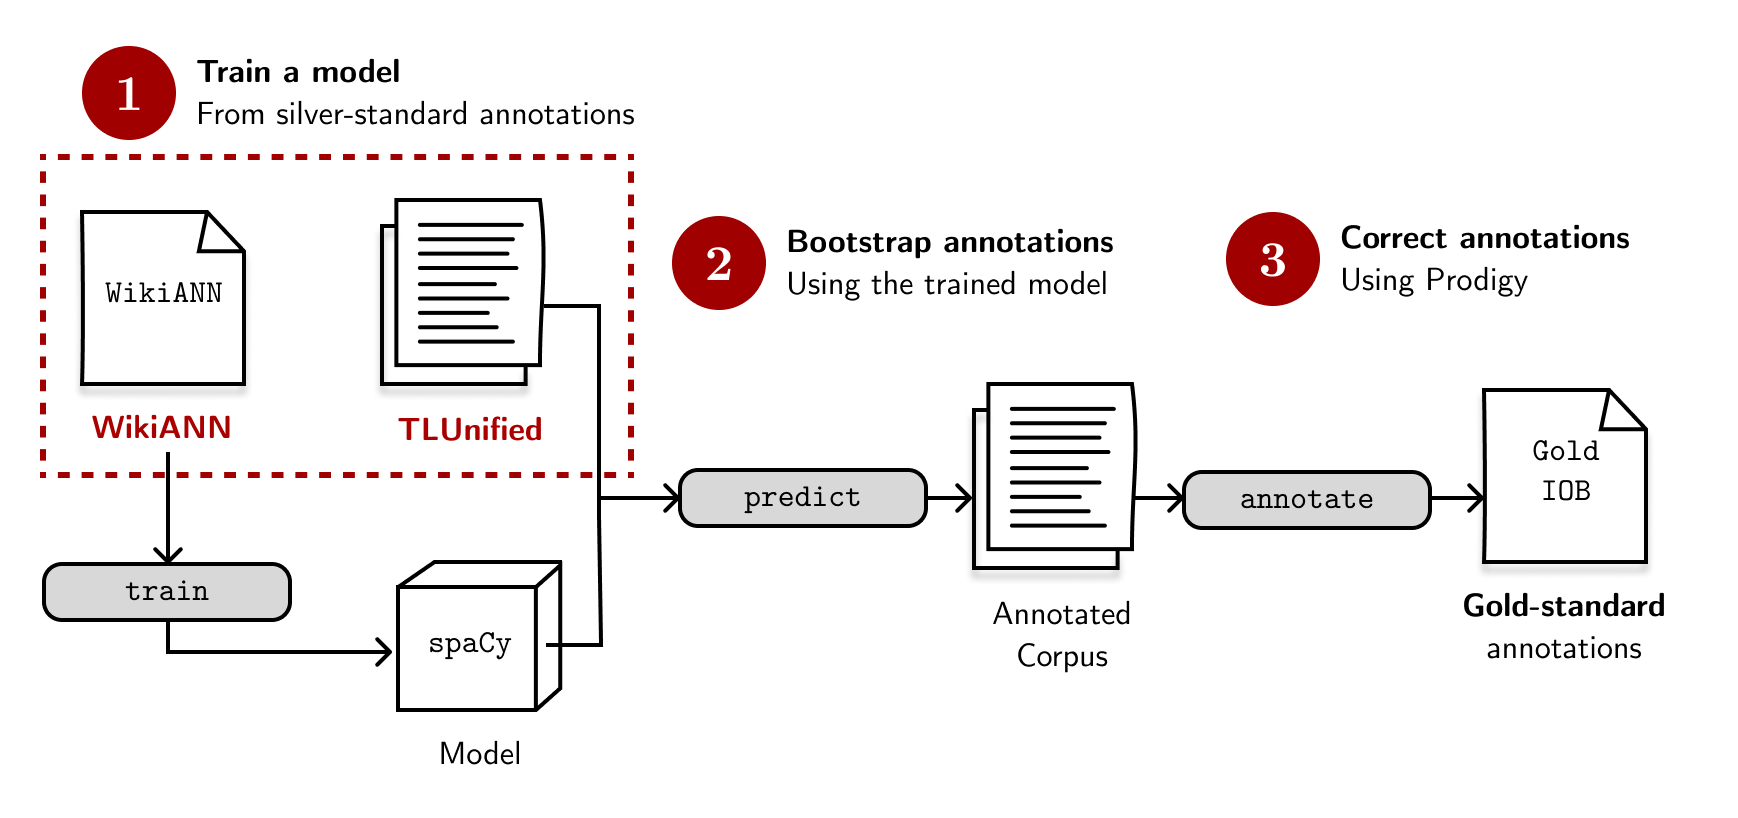 1
Train a model
From silver-standard annotations
WikiANN
WikiANN
TLUnified
train
spaCy
Model
2
Bootstrap annotations
Using the trained model
predict
Annotated
Corpus
3
Correct annotations
Using Prodigy
annotate
Gold
IOB
Gold-standard
annotations